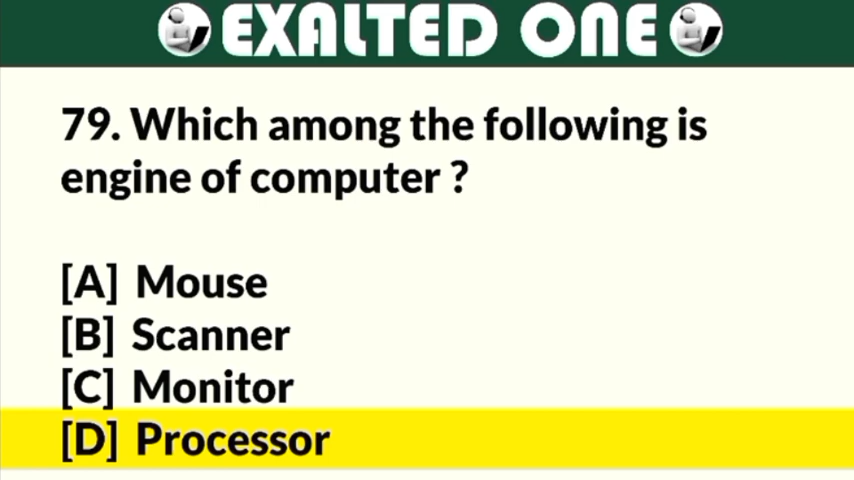 EXALTED ONE
79. Which among the following is
engine of computer ?
[A] Mouse
[B] Scanner
[C] Monitor
[D] Processor